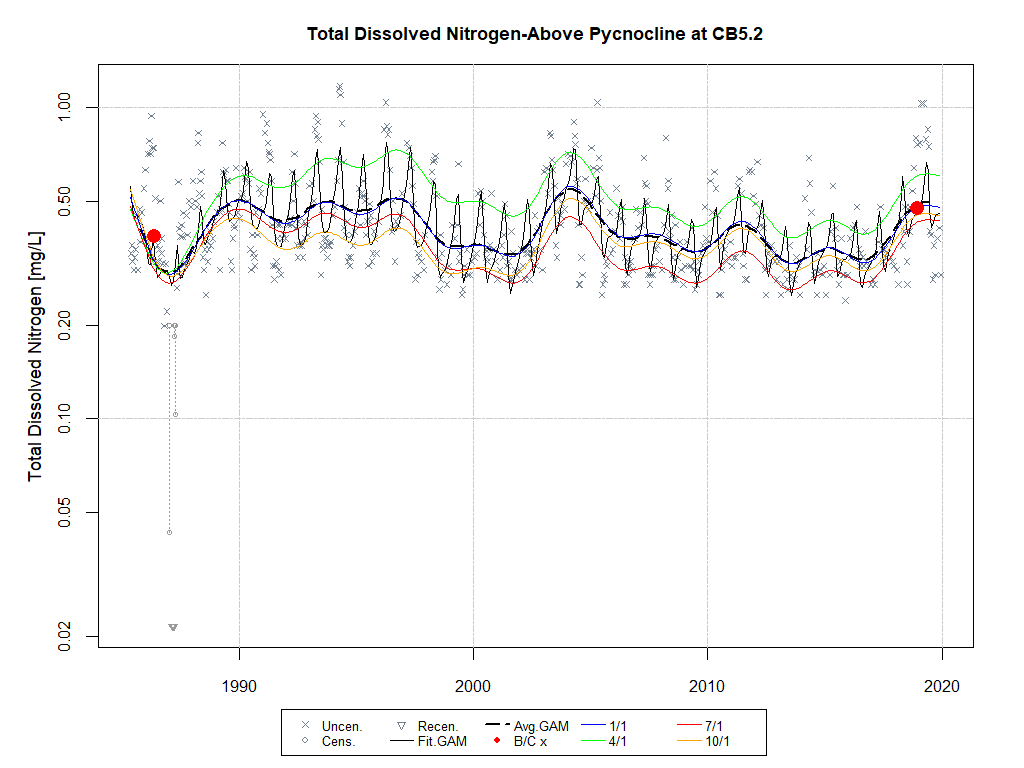 Total Dissolved Nitrogen-Above Pycnocline at CB5.2
Total Dissolved Nitrogen [mg/L]
1.00
0.50
0.20
0.10
0.05
0.02
1990 2000 2010 2020
Uncen. Recen. Avg.GAM 1/1 7/1
Cens. Fit.GAM B/C x 4/1 10/1